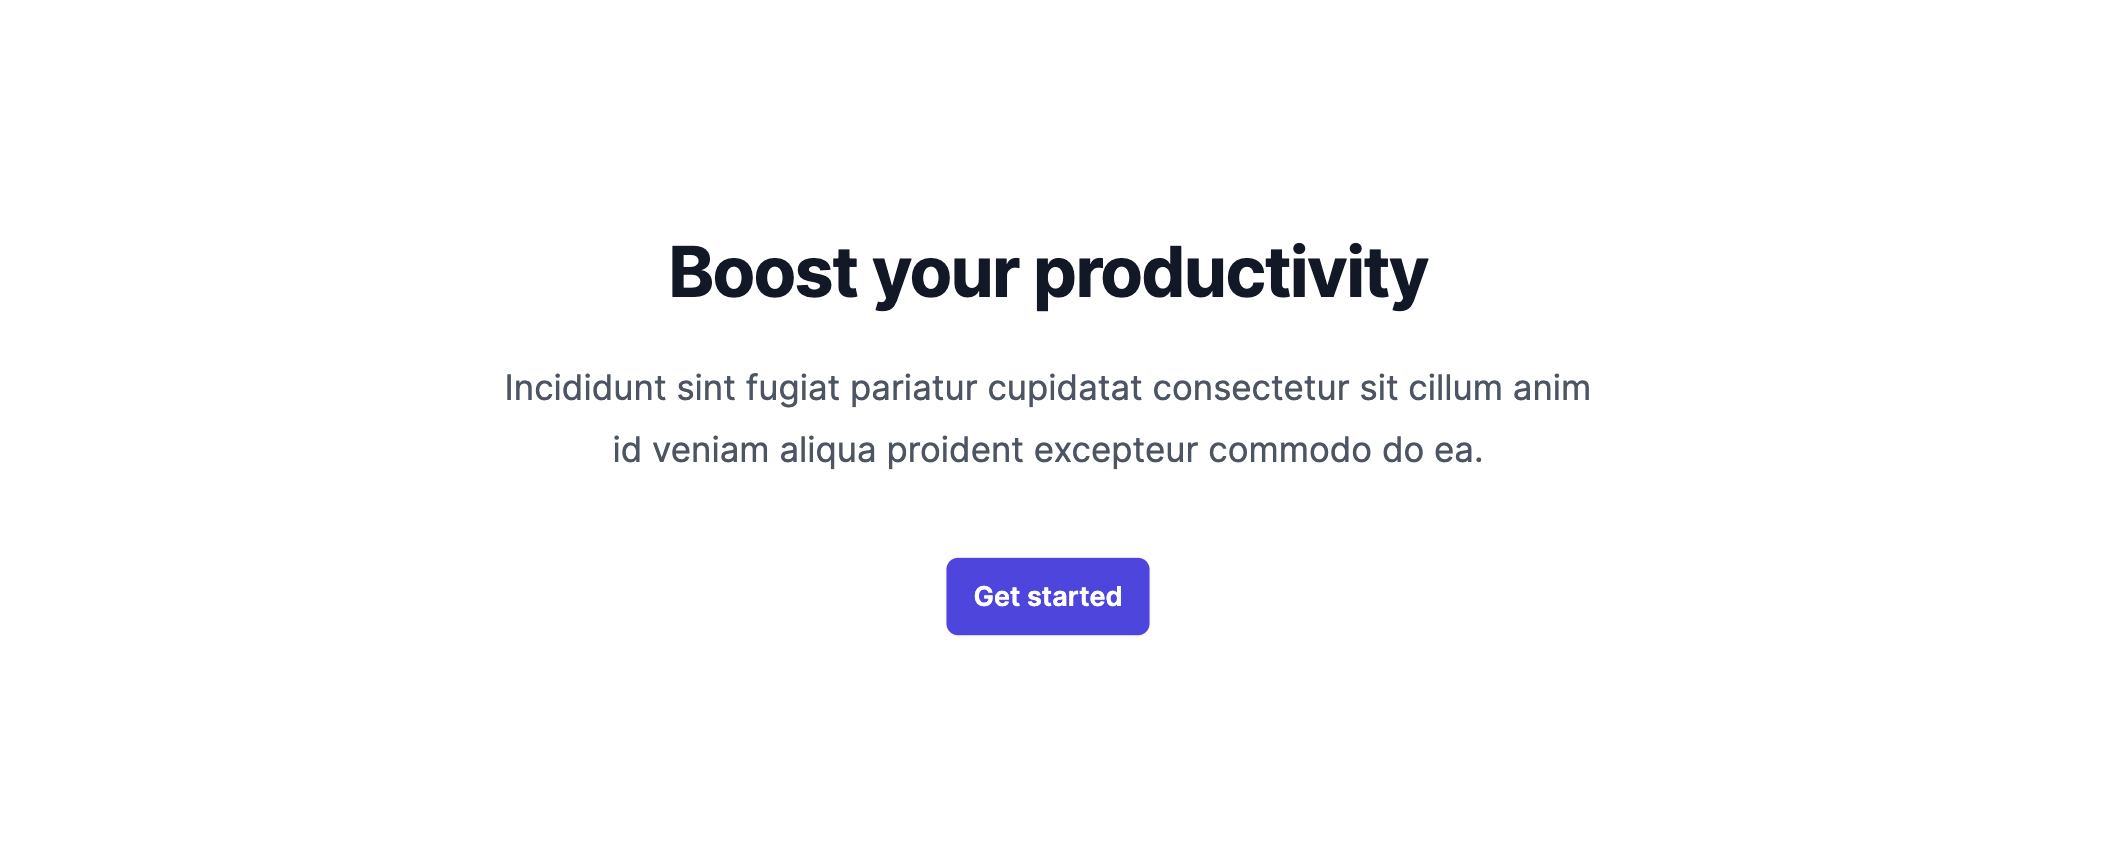 Boost your productivity
Incididunt sint fugiat pariatur cupidatat consectetur sit cillum anim
id veniam aliqua proident excepteur commodo do ea.
Get started